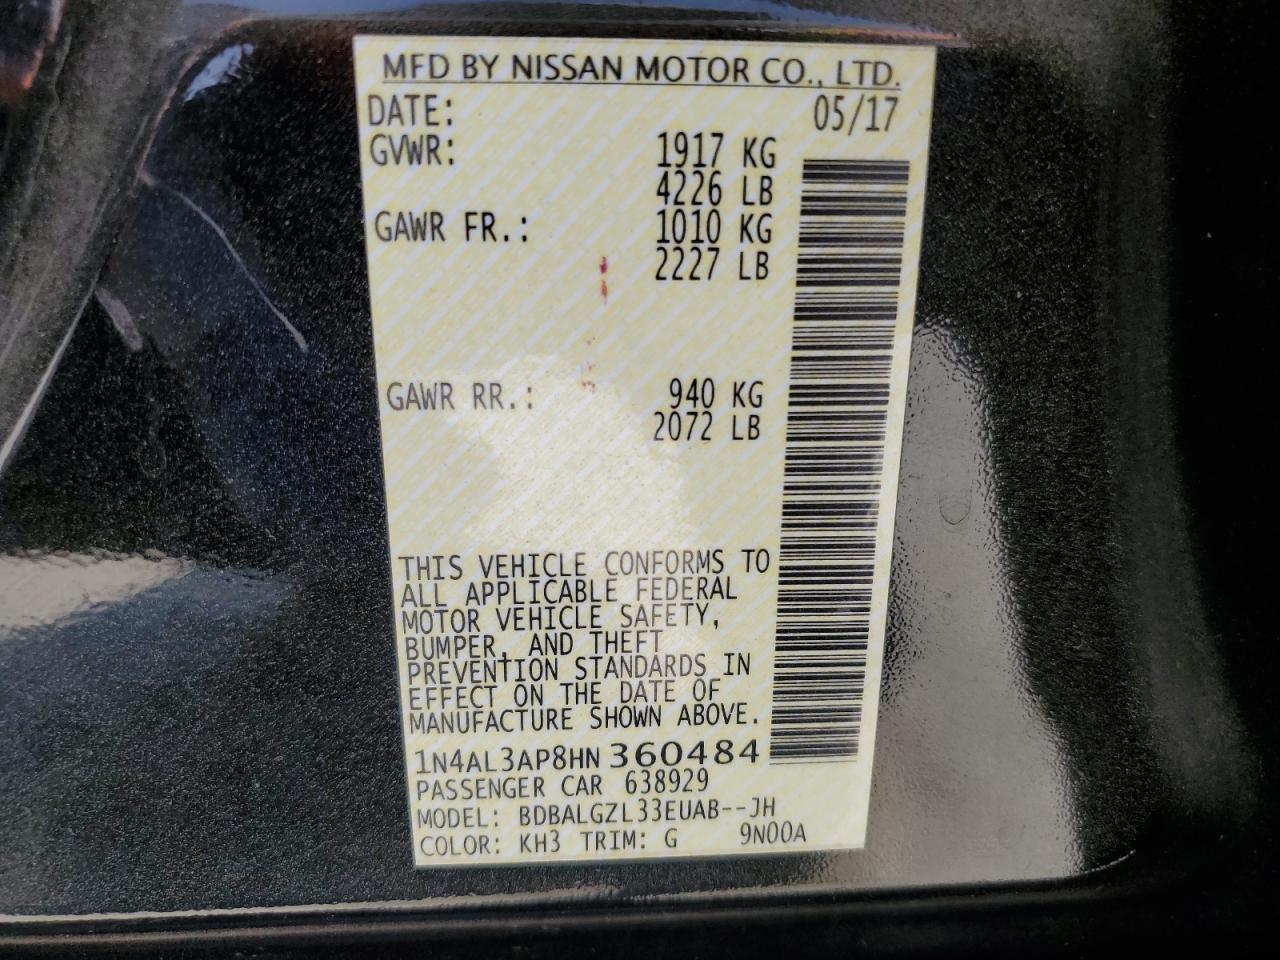 MFD BY NISSAN MOTOR CO., LTD.
DATE: 05/17
GVWR: 1917 KG
4226 LB
GAWR FR.: 1010 KG
2227 LB
GAWR RR.: 940 KG
2072 LB
THIS VEHICLE CONFORMS TO
ALL APPLICABLE FEDERAL
MOTOR VEHICLE SAFETY,
BUMPER, AND THEFT
PREVENTION STANDARDS IN
EFFECT ON THE DATE OF
MANUFACTURE SHOWN ABOVE.
1N4AL3AP8HN360484
PASSENGER CAR 638929
MODEL: BDBALGZL33EUAB--JH
COLOR: KH3 TRIM: G 9N00A